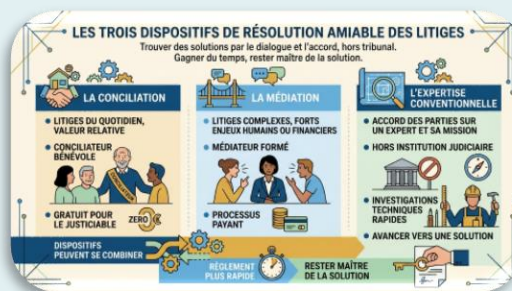 LES TROIS DISPOSITIFS DE RÉSOLUTION AMIABLE DES LITIGES
Trouver des solutions par le dialogue et l'accord, hors tribunal.
Gagner du temps, rester maître de la solution.
LA CONCILIATION
• LITIGES DU QUOTIDIEN,
VALEUR RELATIVE
• CONCILIATEUR
BÉNÉVOLE
• GRATUIT POUR
LE JUSTICIABLE
ZERO €
LA MÉDIATION
• LITIGES COMPLEXES, FORTS
ENJEUX HUMAINS OU FINANCIERS
• MÉDIATEUR FORMÉ
• PROCESSUS
PAYANT
L'EXPERTISE
CONVENTIONNELLE
• ACCORD DES PARTIES SUR
UN EXPERT ET SA MISSION
• HORS INSTITUTION JUDICIAIRE
• INVESTIGATIONS
TECHNIQUES
RAPIDES
• AVANCER VERS UNE SOLUTION
DISPOSITIFS
PEUVENT SE COMBINER
RÈGLEMENT
PLUS RAPIDE
RESTER MAÎTRE
DE LA SOLUTION